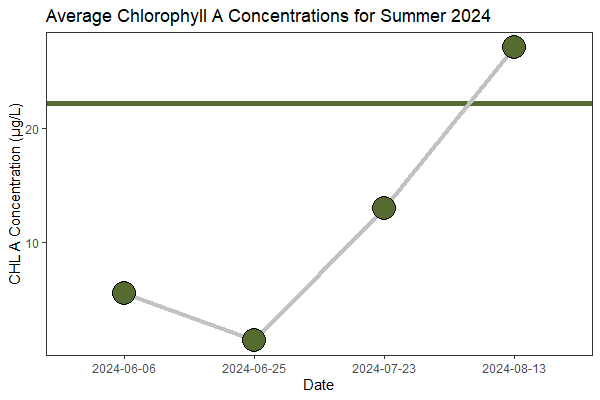 Average Chlorophyll A Concentrations for Summer 2024
CHL A Concentration (μg/L)
20
10
2024-06-06
2024-06-25
2024-07-23
2024-08-13
Date